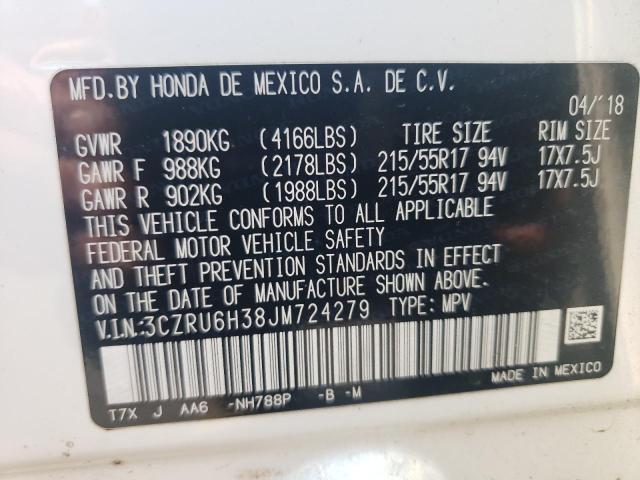 MFD.BY HONDA DE MEXICO S.A. DE C.V.
04/'18
GVWR 1890KG (4166LBS) TIRE SIZE RIM SIZE
GAWR F 988KG (2178LBS) 215/55R17 94V 17X7.5J
GAWR R 902KG (1988LBS) 215/55R17 94V 17X7.5J
THIS VEHICLE CONFORMS TO ALL APPLICABLE
FEDERAL MOTOR VEHICLE SAFETY
AND THEFT PREVENTION STANDARDS IN EFFECT
ON THE DATE OF MANUFACTURE SHOWN ABOVE.
V.I.N.:3CZRU6H38JM724279 TYPE: MPV
MADE IN MEXICO
T7X J AA6 -NH788P -B -M